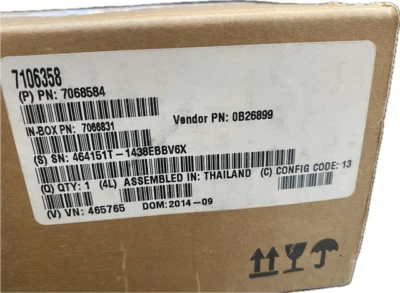 7106358
(P) PN: 7068584
IN-BOX PN: 7066831 Vendor PN: 0B26899
(S) SN: 464151T-1438EBBV6X
(Q) QTY: 1 (4L) ASSEMBLED IN: THAILAND (C) CONFIG CODE: 13
(V) VN: 465765 DOM: 2014-09